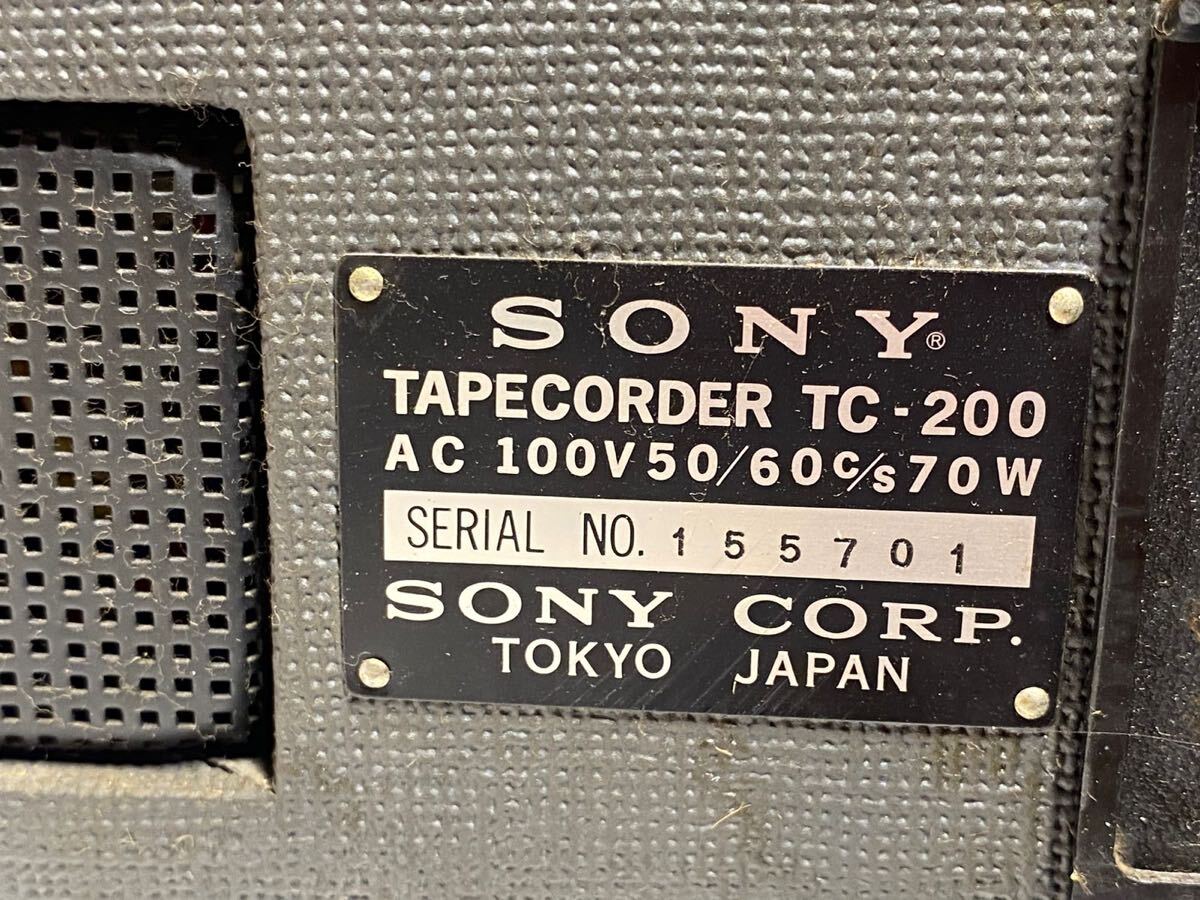 SONY®
TAPECORDER TC-200
AC 100V 50/60c/s 70W
SERIAL NO. 155701
SONY CORP.
TOKYO JAPAN